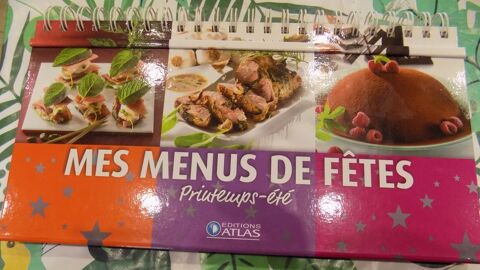 MES MENUS DE FÊTES
Printemps-été
EDITIONS
ATLAS